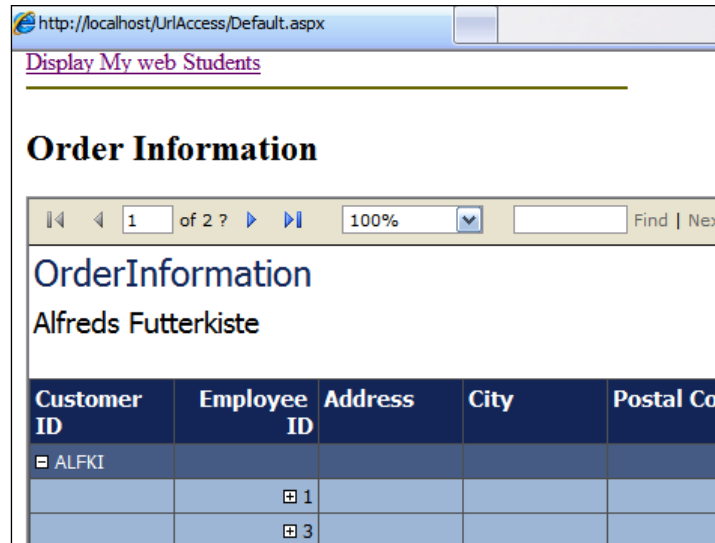 http://localhost/UrlAccess/Default.aspx
Display My web Students
Order Information
1 of 2 ? 100% Find | Nex
OrderInformation
Alfreds Futterkiste
Customer ID Employee ID Address City Postal Co
ALFKI
1
3